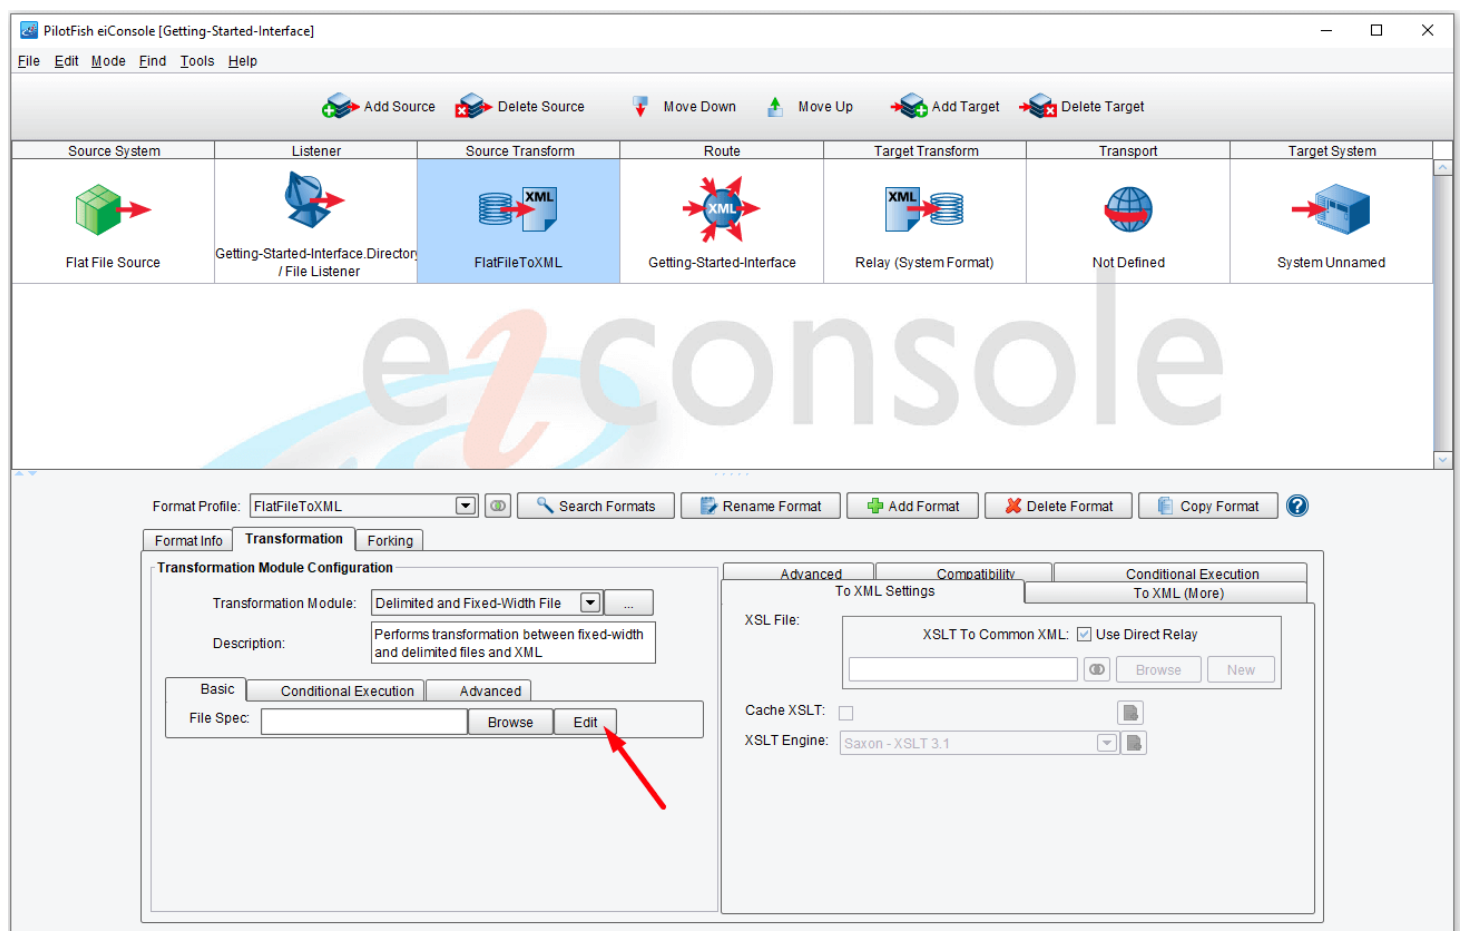 PilotFish eiConsole [Getting-Started-Interface]
File Edit Mode Find Tools Help
Add Source Delete Source Move Down Move Up Add Target Delete Target
Source System Listener Source Transform Route Target Transform Transport Target System
XML XML XML
Flat File Source Getting-Started-Interface.Directory / File Listener FlatFileToXML Getting-Started-Interface Relay (System Format) Not Defined System Unnamed
eiconsole
Format Profile: FlatFileToXML Search Formats Rename Format Add Format Delete Format Copy Format ?
Format Info Transformation Forking
Transformation Module Configuration
Transformation Module: Delimited and Fixed-Width File ...
Description: Performs transformation between fixed-width
and delimited files and XML
Basic Conditional Execution Advanced
File Spec: Browse Edit
Advanced Compatibility Conditional Execution
To XML Settings To XML (More)
XSL File:
XSLT To Common XML: Use Direct Relay
Browse New
Cache XSLT:
XSLT Engine: Saxon - XSLT 3.1